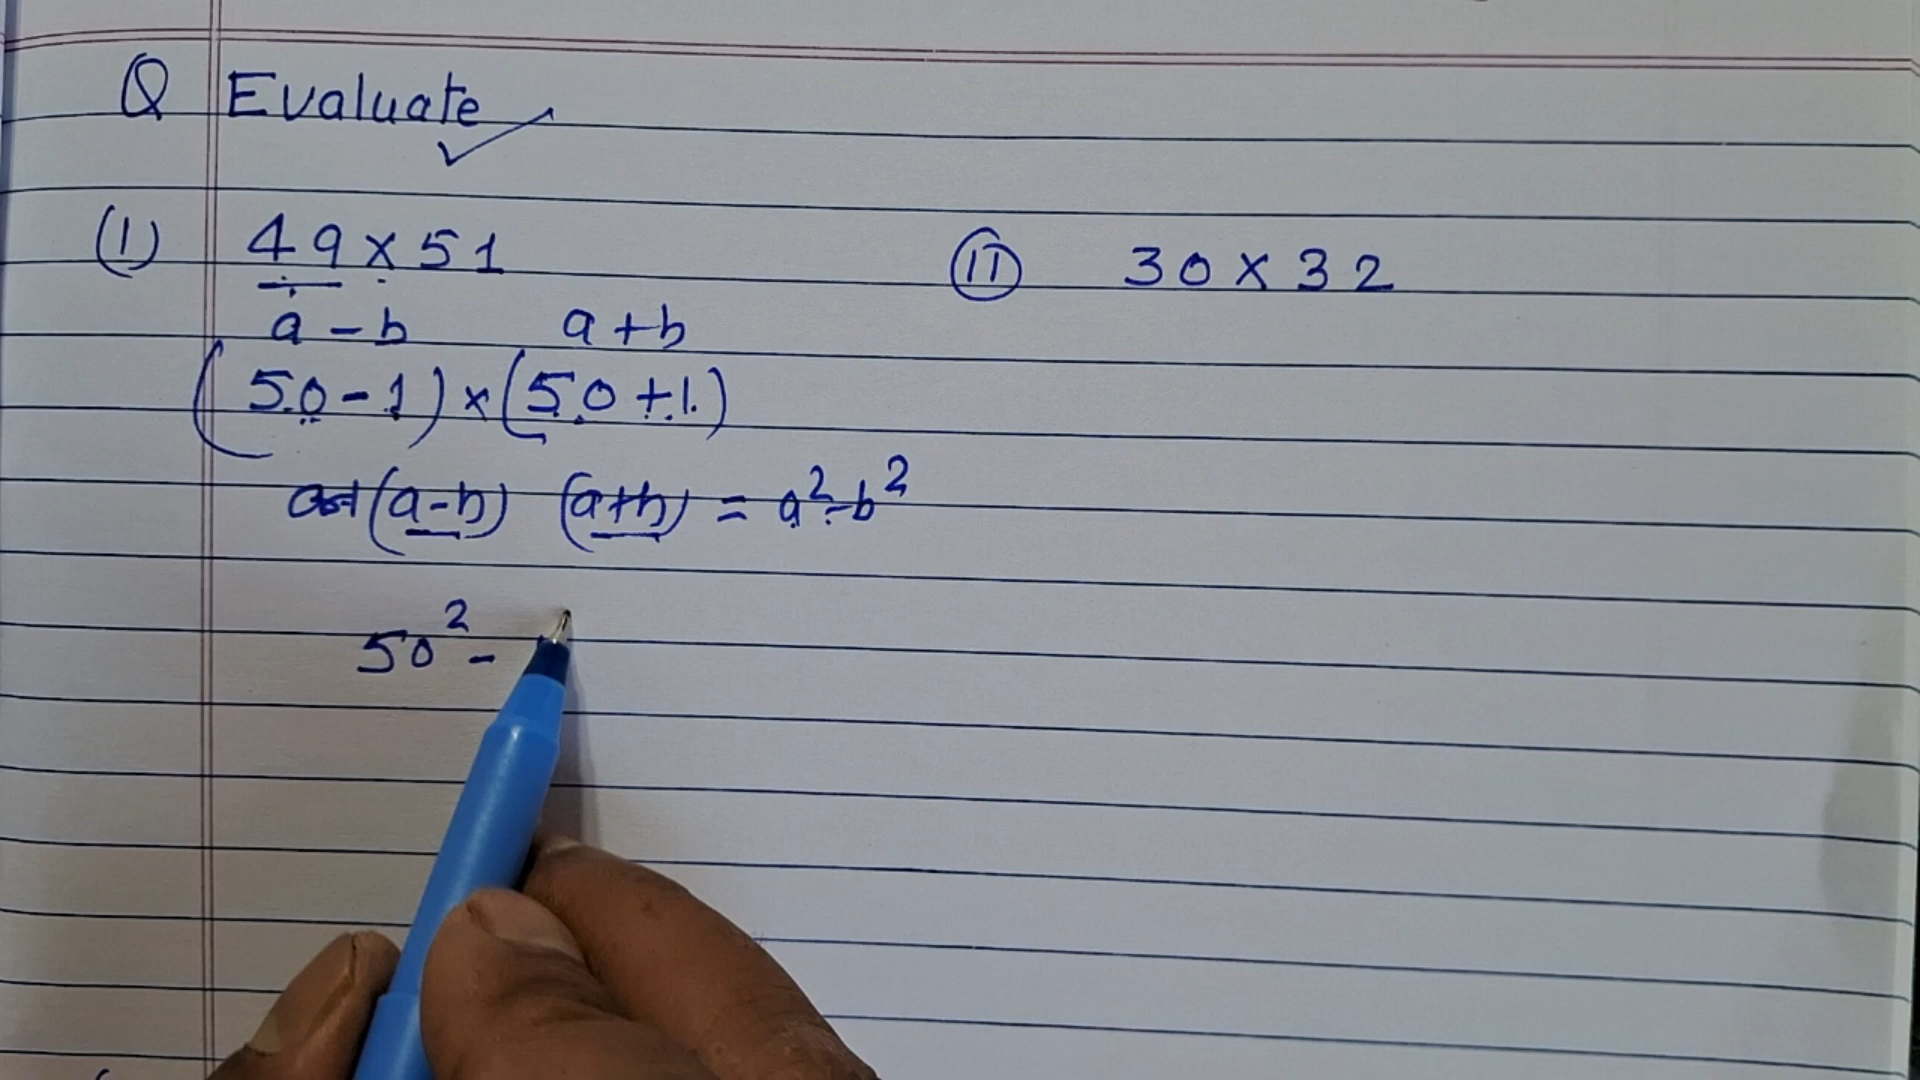 Q Evaluate
(I) 49 x 51
a - b a + b
(50 - 1) x (50 + 1)
(a-b) (a+b) = a² - b²
50² -
(II) 30 x 32